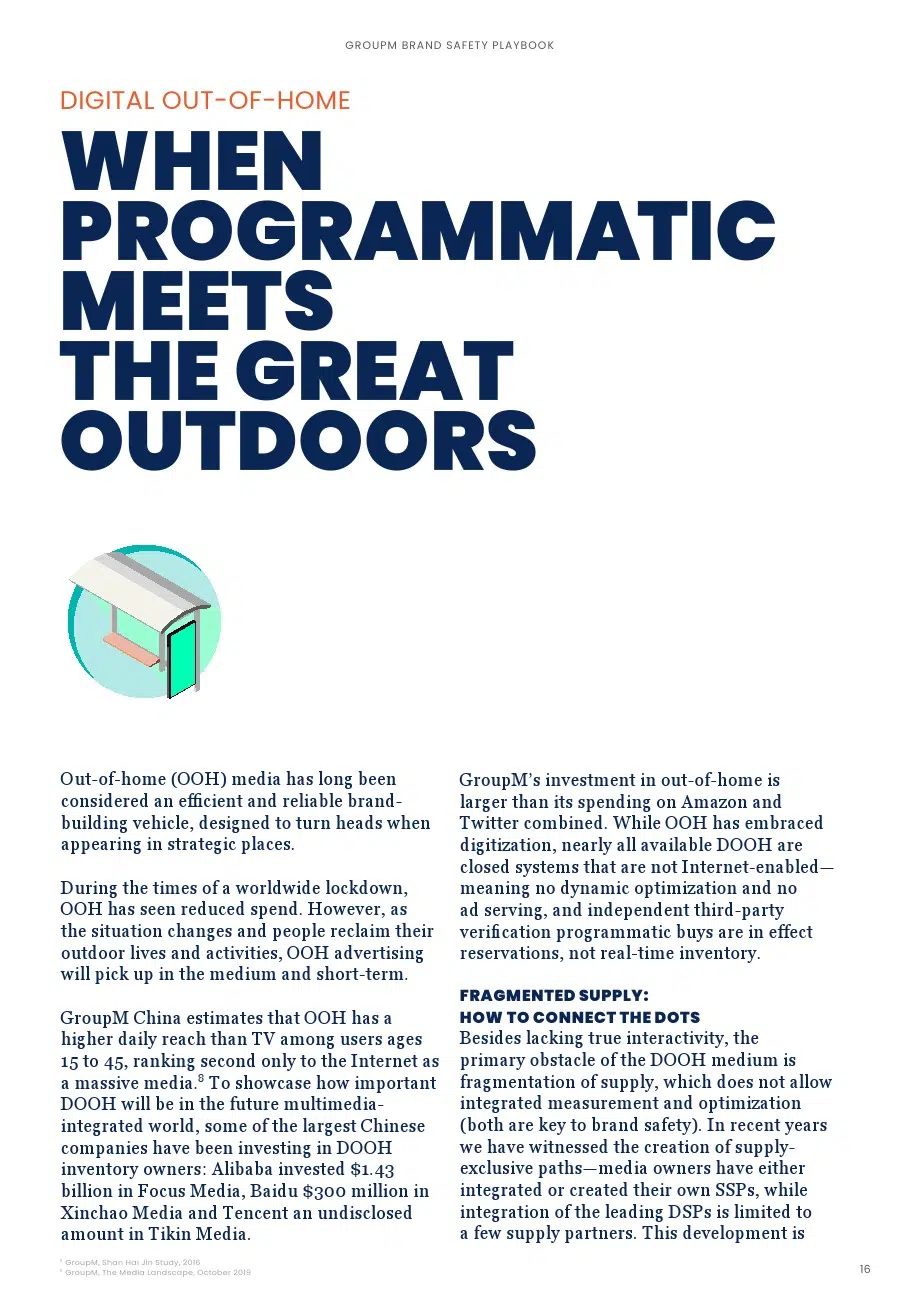 GROUPM BRAND SAFETY PLAYBOOK
DIGITAL OUT-OF-HOME
WHEN
PROGRAMMATIC
MEETS
THE GREAT
OUTDOORS
Out-of-home (OOH) media has long been
considered an efficient and reliable brand-
building vehicle, designed to turn heads when
appearing in strategic places.
During the times of a worldwide lockdown,
OOH has seen reduced spend. However, as
the situation changes and people reclaim their
outdoor lives and activities, OOH advertising
will pick up in the medium and short-term.
GroupM China estimates that OOH has a
higher daily reach than TV among users ages
15 to 45, ranking second only to the Internet as
a massive media.⁸ To showcase how important
DOOH will be in the future multimedia-
integrated world, some of the largest Chinese
companies have been investing in DOOH
inventory owners: Alibaba invested $1.43
billion in Focus Media, Baidu $300 million in
Xinchao Media and Tencent an undisclosed
amount in Tikin Media.
GroupM's investment in out-of-home is
larger than its spending on Amazon and
Twitter combined. While OOH has embraced
digitization, nearly all available DOOH are
closed systems that are not Internet-enabled—
meaning no dynamic optimization and no
ad serving, and independent third-party
verification programmatic buys are in effect
reservations, not real-time inventory.
FRAGMENTED SUPPLY:
HOW TO CONNECT THE DOTS
Besides lacking true interactivity, the
primary obstacle of the DOOH medium is
fragmentation of supply, which does not allow
integrated measurement and optimization
(both are key to brand safety). In recent years
we have witnessed the creation of supply-
exclusive paths—media owners have either
integrated or created their own SSPs, while
integration of the leading DSPs is limited to
a few supply partners. This development is
GroupM, Shan Hai Jin Study, 2016
GroupM, The Media Landscape, October 2019
16